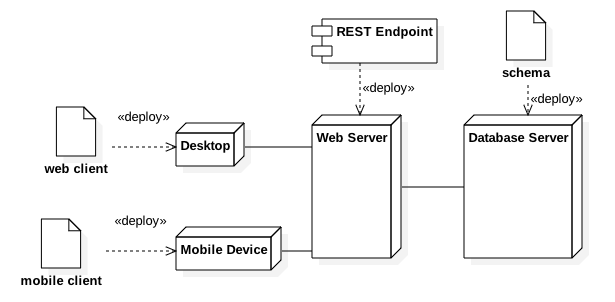 REST Endpoint
schema
«deploy»
«deploy»
«deploy»
Desktop
Web Server
Database Server
web client
«deploy»
Mobile Device
mobile client